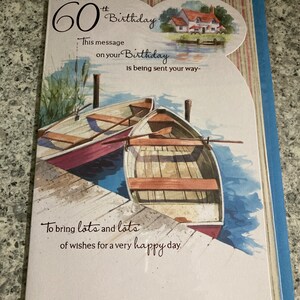 60th Birthday
This message
on your Birthday
is being sent your way-
To bring lots and lots
of wishes for a very happy day.